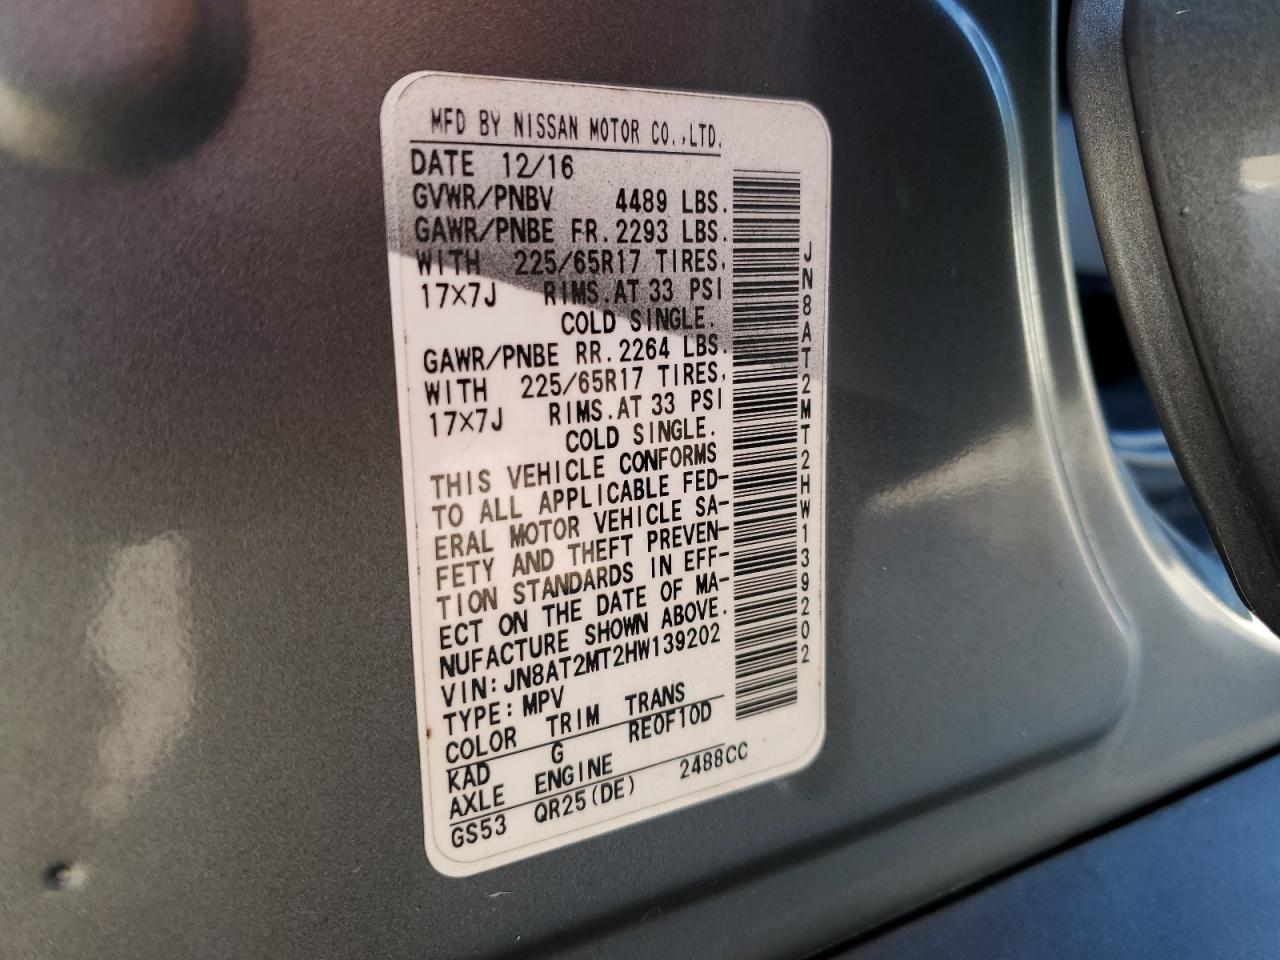 MFD BY NISSAN MOTOR CO.,LTD.
DATE 12/16
GVWR/PNBV 4489 LBS.
GAWR/PNBE FR. 2293 LBS.
WITH 225/65R17 TIRES,
17×7J RIMS. AT 33 PSI
COLD SINGLE.
GAWR/PNBE RR. 2264 LBS.
WITH 225/65R17 TIRES,
17×7J RIMS. AT 33 PSI
COLD SINGLE.
THIS VEHICLE CONFORMS
TO ALL APPLICABLE FED-
ERAL MOTOR VEHICLE SA-
FETY AND THEFT PREVEN-
TION STANDARDS IN EFF-
ECT ON THE DATE OF MA-
NUFACTURE SHOWN ABOVE.
VIN: JN8AT2MT2HW139202
TYPE: MPV
COLOR TRIM TRANS
KAD G RE0F10D
AXLE ENGINE
GS53 QR25(DE) 2488CC
JN8AT2MT2HW139202